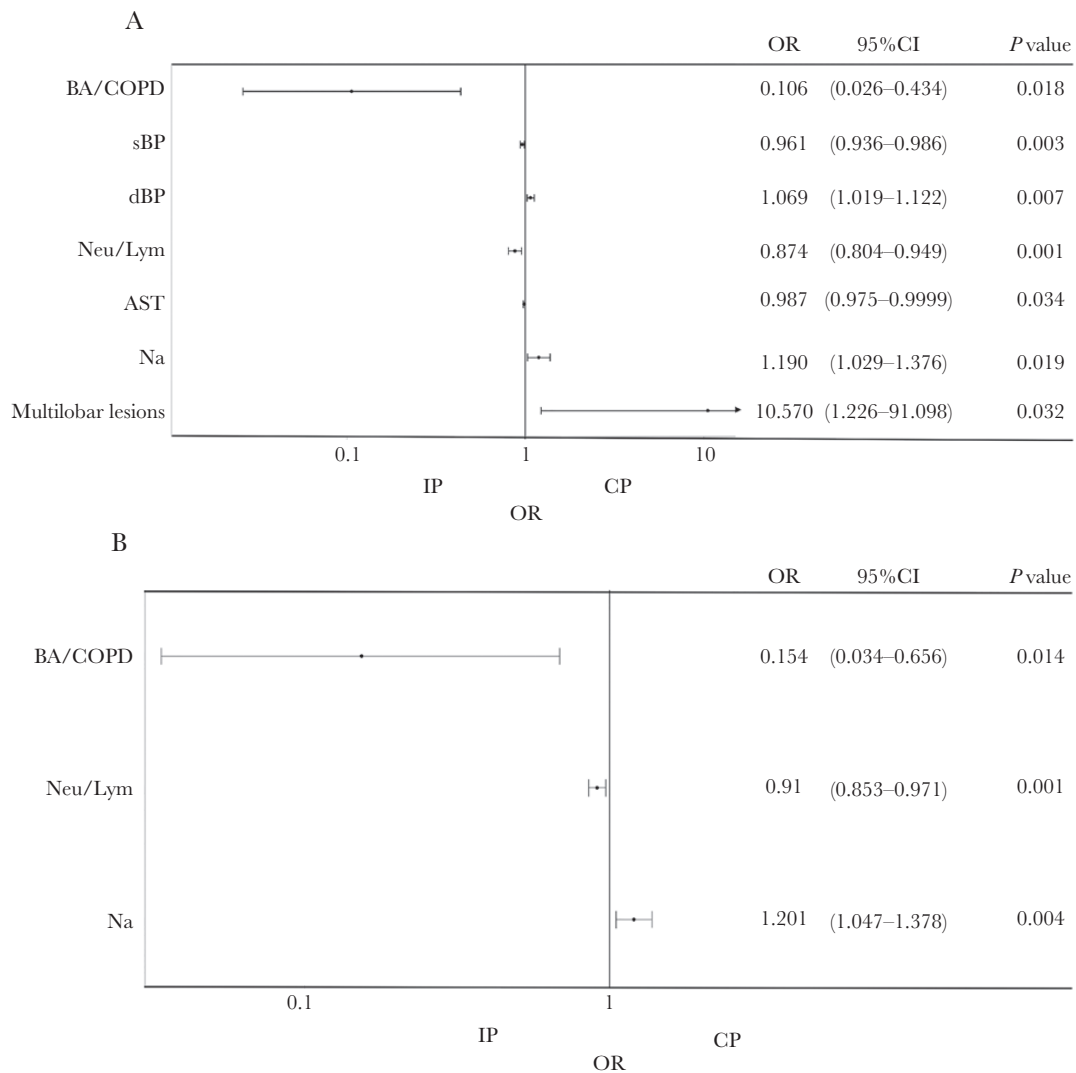 A
OR 95%CI P value
BA/COPD 0.106 (0.026–0.434) 0.018
sBP 0.961 (0.936–0.986) 0.003
dBP 1.069 (1.019–1.122) 0.007
Neu/Lym 0.874 (0.804–0.949) 0.001
AST 0.987 (0.975–0.9999) 0.034
Na 1.190 (1.029–1.376) 0.019
Multilobar lesions 10.570 (1.226–91.098) 0.032
0.1 1 10
IP CP
OR
B
OR 95%CI P value
BA/COPD 0.154 (0.034–0.656) 0.014
Neu/Lym 0.91 (0.853–0.971) 0.001
Na 1.201 (1.047–1.378) 0.004
0.1 1
IP CP
OR